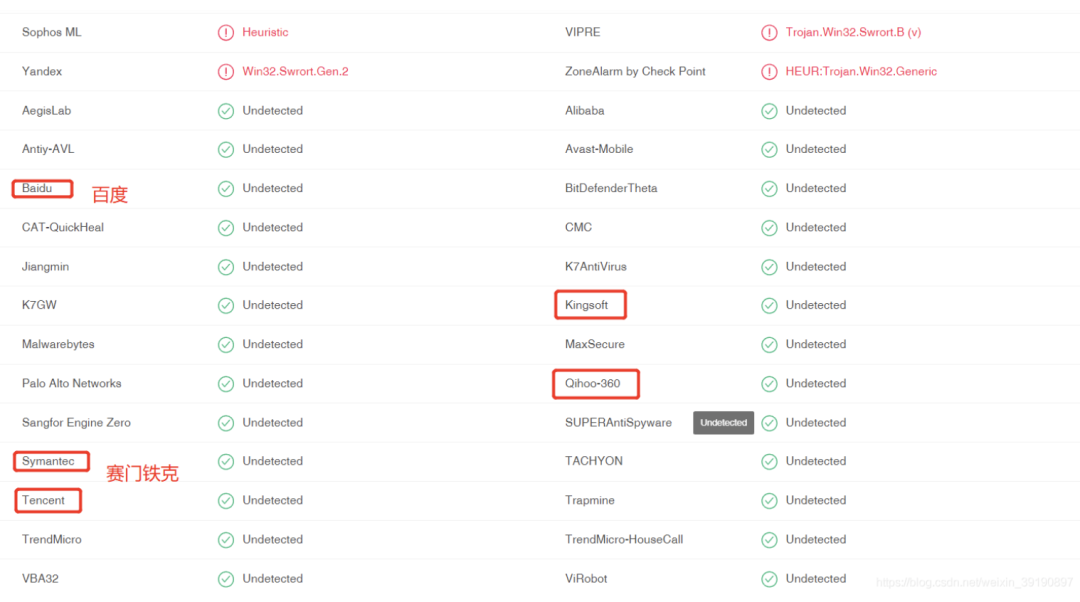 Sophos ML Heuristic VIPRE Trojan.Win32.Swrort.B (v)
Yandex Win32.Swrort.Gen.2 ZoneAlarm by Check Point HEUR:Trojan.Win32.Generic
AegisLab Undetected Alibaba Undetected
Antiy-AVL Undetected Avast-Mobile Undetected
Baidu 百度 Undetected BitDefenderTheta Undetected
CAT-QuickHeal Undetected CMC Undetected
Jiangmin Undetected K7AntiVirus Undetected
K7GW Undetected Kingsoft Undetected
Malwarebytes Undetected MaxSecure Undetected
Palo Alto Networks Undetected Qihoo-360 Undetected
Sangfor Engine Zero Undetected SUPERAntiSpyware Undetected Undetected
Symantec 赛门铁克 Undetected TACHYON Undetected
Tencent Undetected Trapmine Undetected
TrendMicro Undetected TrendMicro-HouseCall Undetected
VBA32 Undetected ViRobot Undetected
https://blog.csdn.net/weixin_39190897